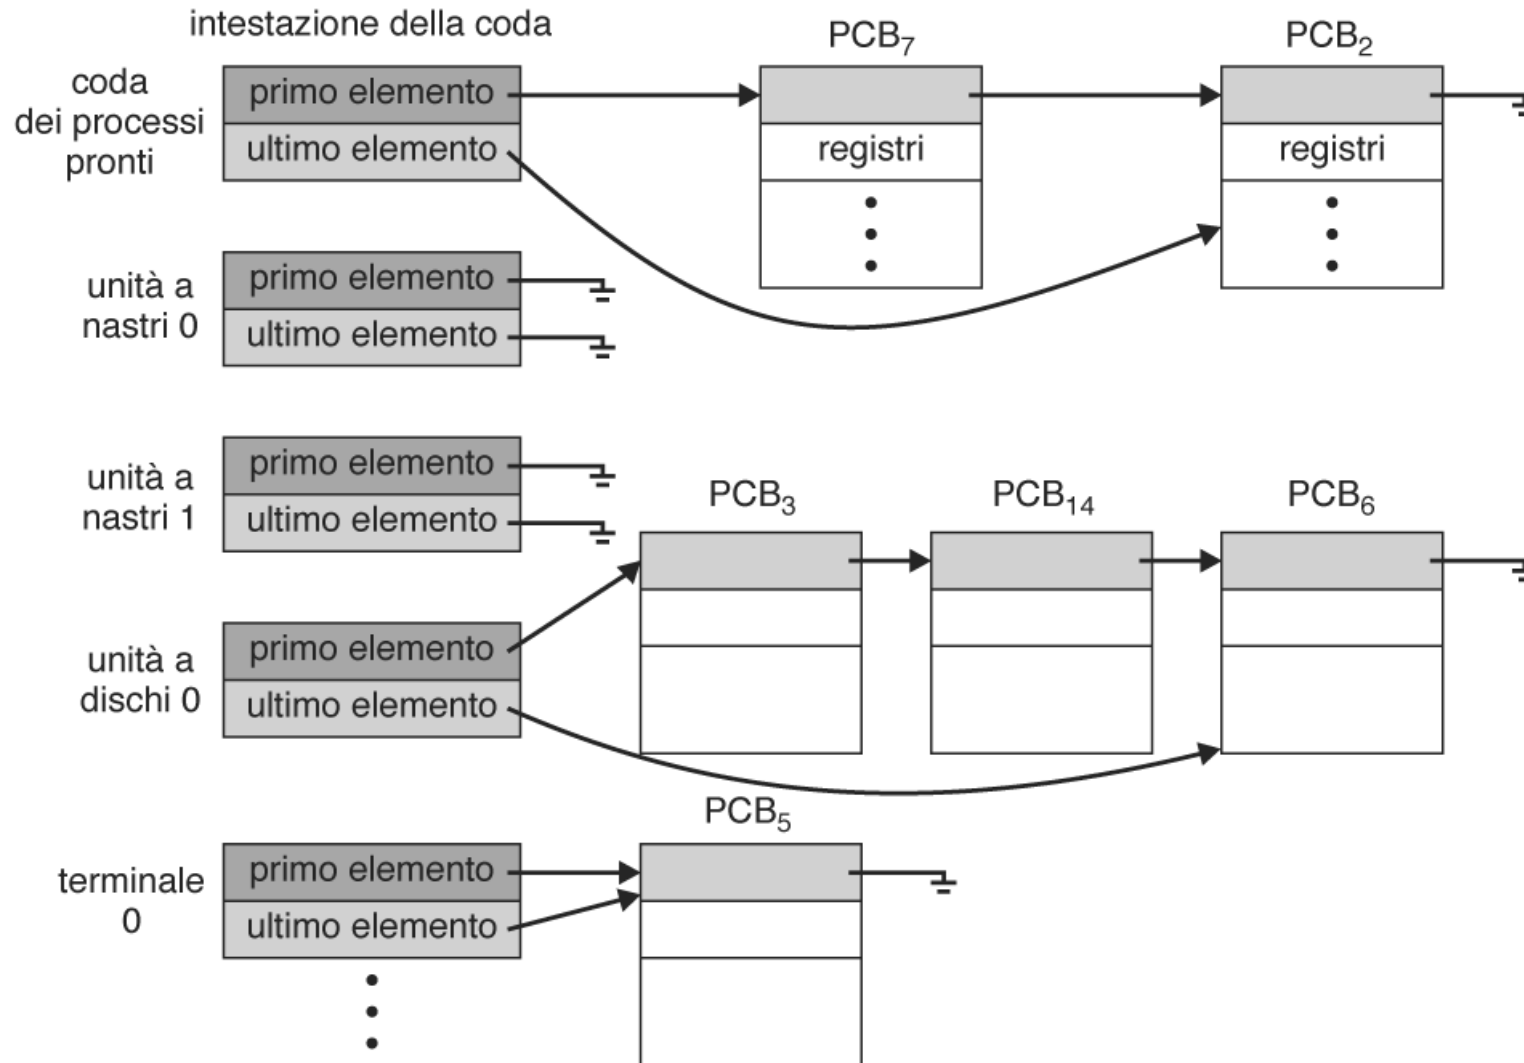 intestazione della coda
PCB₇
PCB₂
coda
dei processi
pronti
primo elemento
ultimo elemento
registri
registri
unità a
nastri 0
primo elemento
ultimo elemento
unità a
nastri 1
primo elemento
ultimo elemento
PCB₃
PCB₁₄
PCB₆
unità a
dischi 0
primo elemento
ultimo elemento
PCB₅
terminale
0
primo elemento
ultimo elemento